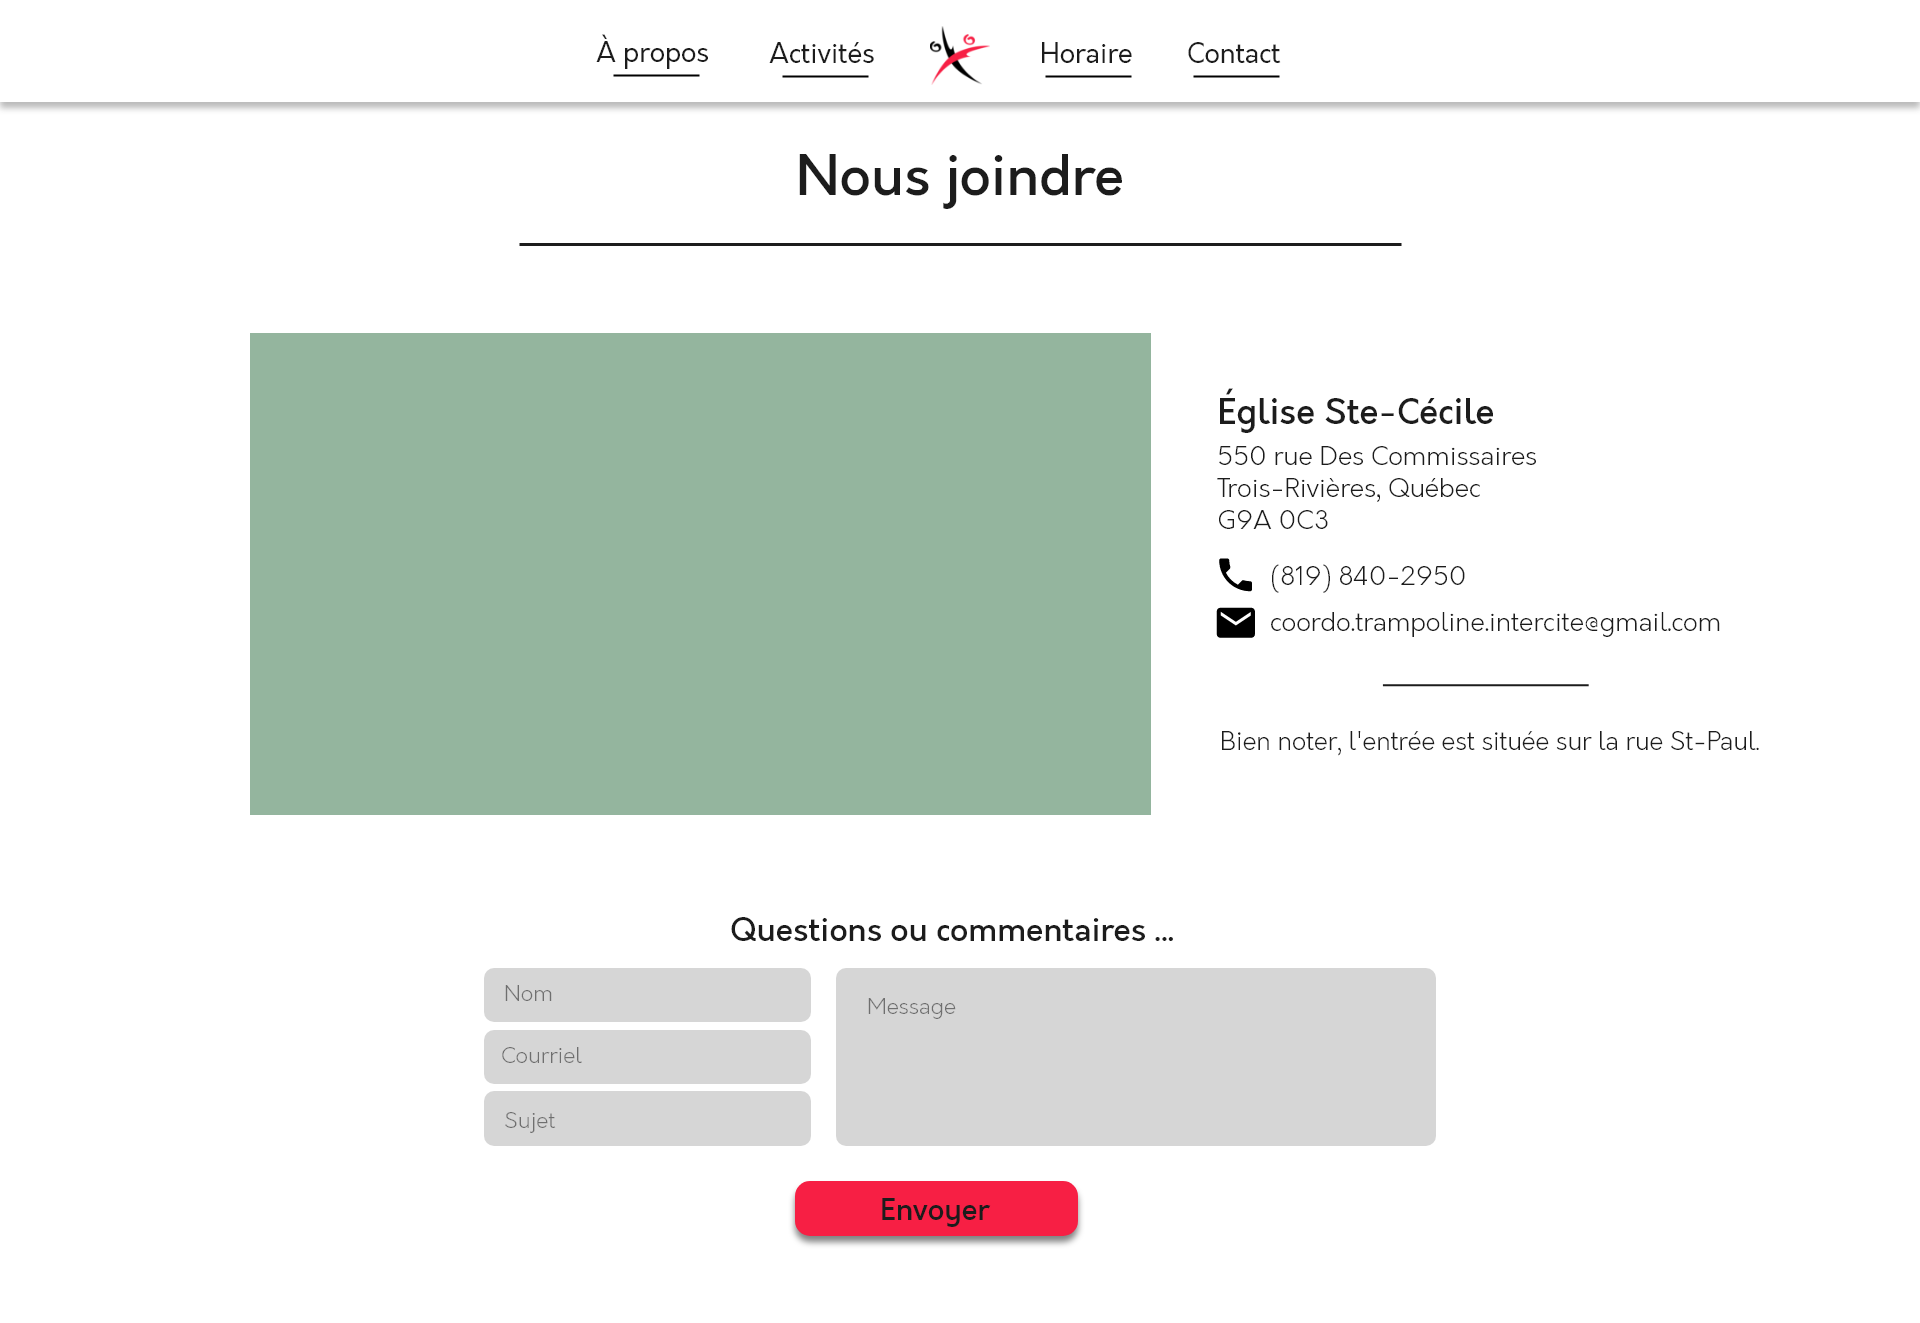 À propos
Activités
Horaire
Contact
Nous joindre
Église Ste-Cécile
550 rue Des Commissaires
Trois-Rivières, Québec
G9A 0C3
(819) 840-2950
coordo.trampoline.intercite@gmail.com
Bien noter, l'entrée est située sur la rue St-Paul.
Questions ou commentaires ...
Nom
Courriel
Sujet
Message
Envoyer